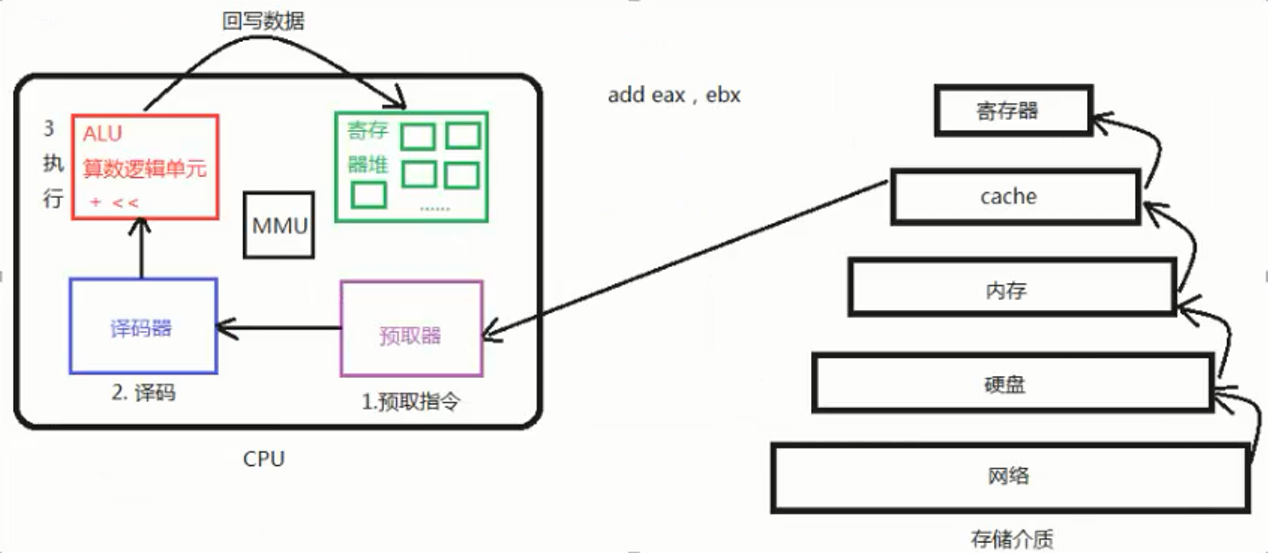 回写数据
3
执
行
ALU
算数逻辑单元
+ <<
寄存
器堆
......
MMU
译码器
2. 译码
预取器
1.预取指令
CPU
add eax , ebx
寄存器
cache
内存
硬盘
网络
存储介质